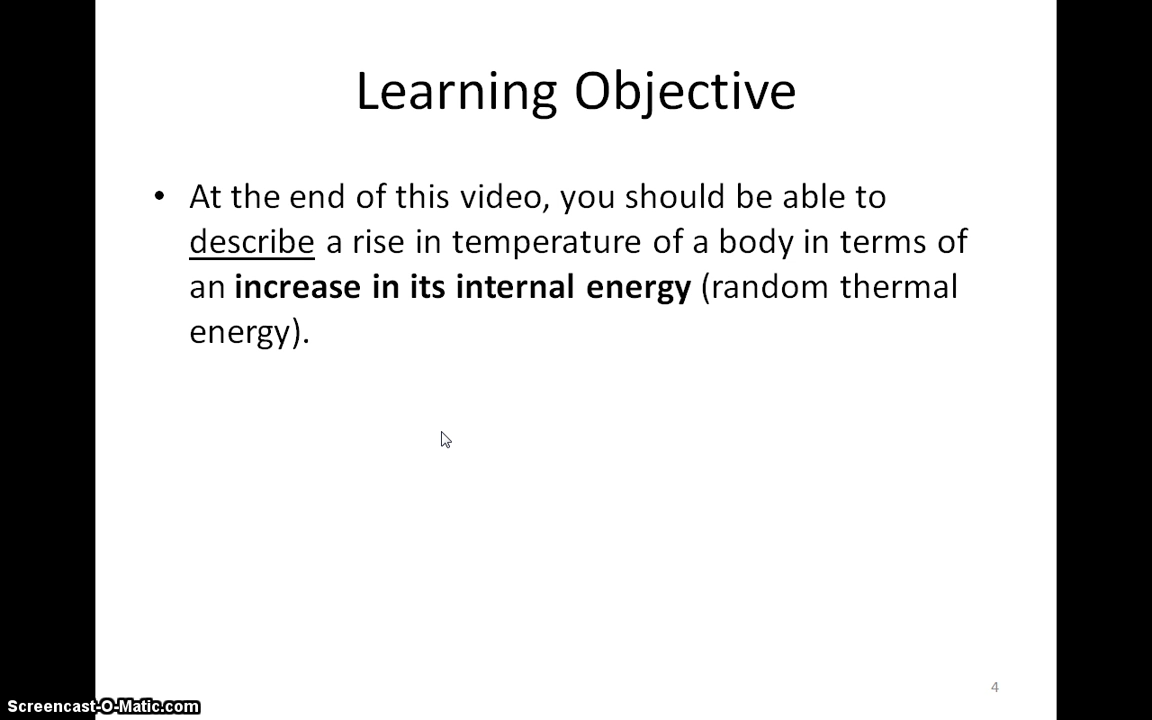 Learning Objective
• At the end of this video, you should be able to
describe a rise in temperature of a body in terms of
an increase in its internal energy (random thermal
energy).
4
Screencast-O-Matic.com